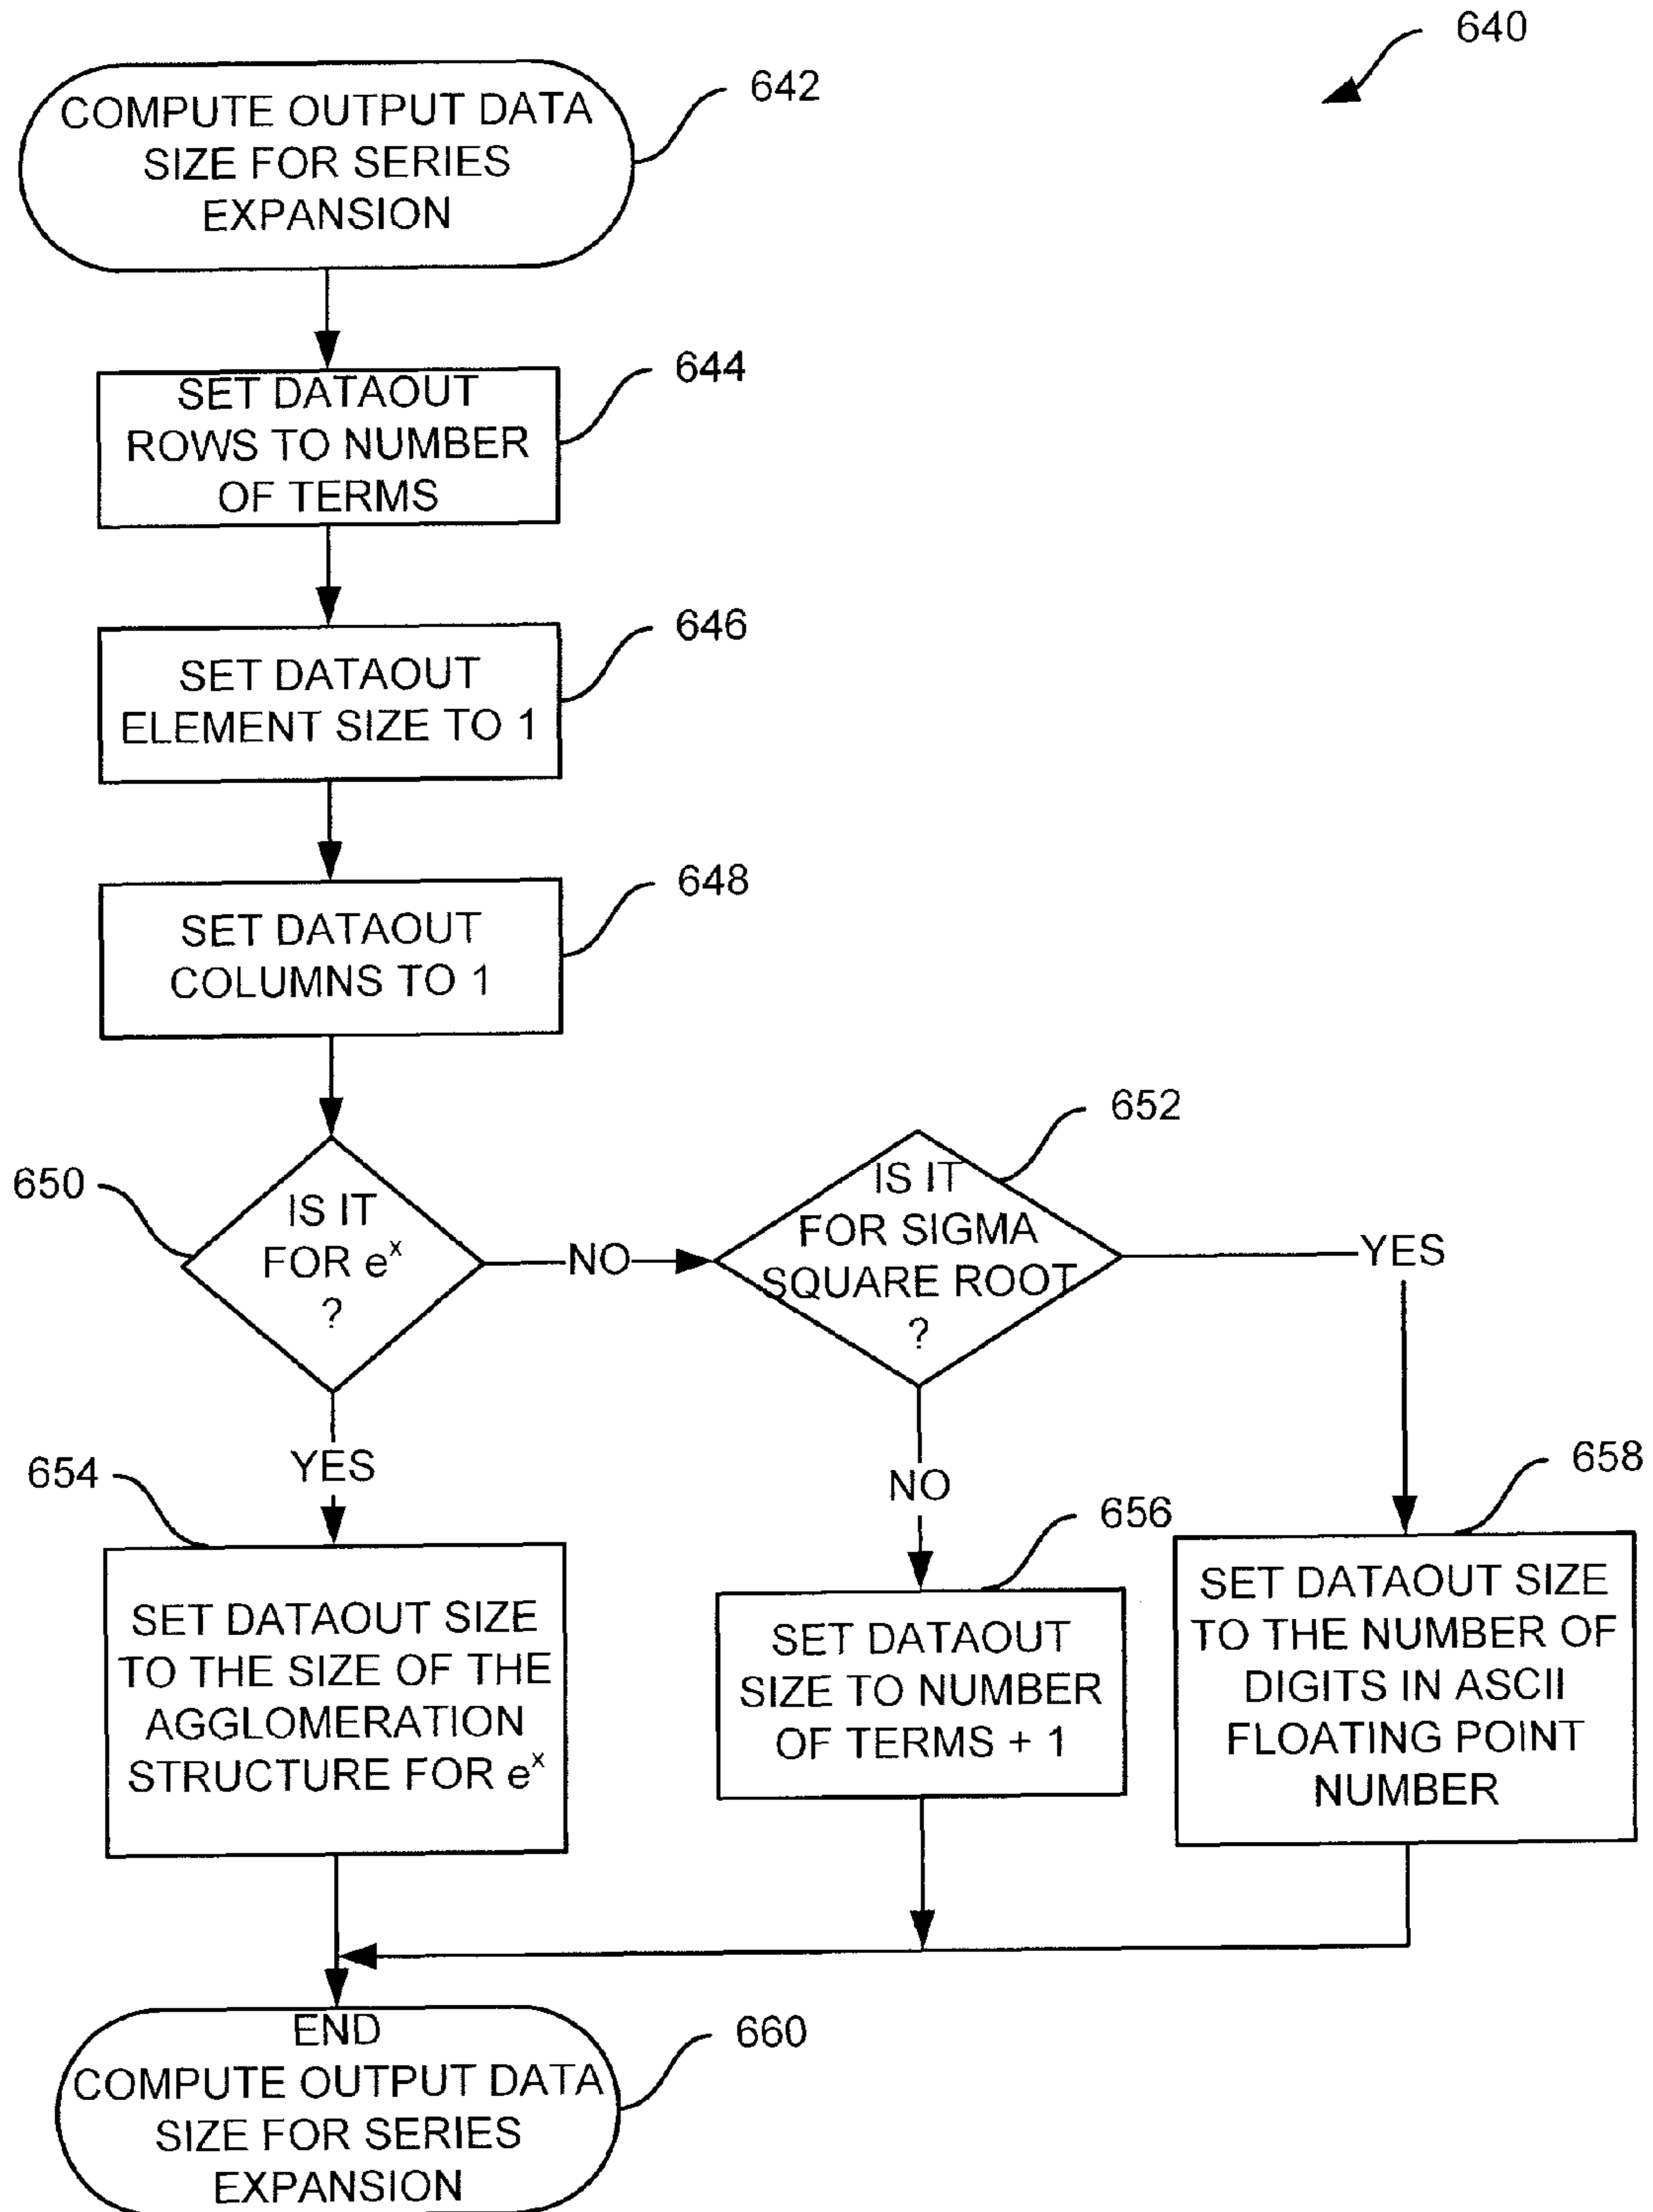 640
COMPUTE OUTPUT DATA
SIZE FOR SERIES
EXPANSION
642
SET DATAOUT
ROWS TO NUMBER
OF TERMS
644
SET DATAOUT
ELEMENT SIZE TO 1
646
SET DATAOUT
COLUMNS TO 1
648
650
IS IT
FOR eˣ
?
NO
652
IS IT
FOR SIGMA
SQUARE ROOT
?
YES
YES
NO
654
SET DATAOUT SIZE
TO THE SIZE OF THE
AGGLOMERATION
STRUCTURE FOR eˣ
656
SET DATAOUT
SIZE TO NUMBER
OF TERMS + 1
658
SET DATAOUT SIZE
TO THE NUMBER OF
DIGITS IN ASCII
FLOATING POINT
NUMBER
END
COMPUTE OUTPUT DATA
SIZE FOR SERIES
EXPANSION
660